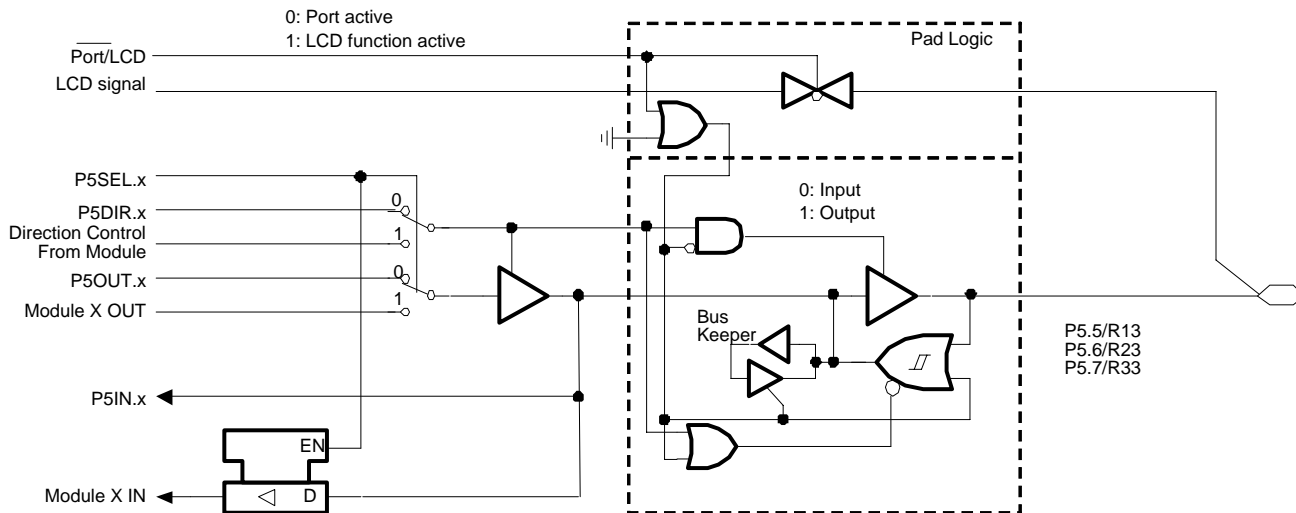 0: Port active
1: LCD function active
Port/LCD
LCD signal
Pad Logic
P5SEL.x
0
P5DIR.x
Direction Control
From Module
1
P5OUT.x
0
Module X OUT
1
0: Input
1: Output
Bus
Keeper
P5.5/R13
P5.6/R23
P5.7/R33
P5IN.x
EN
Module X IN
D